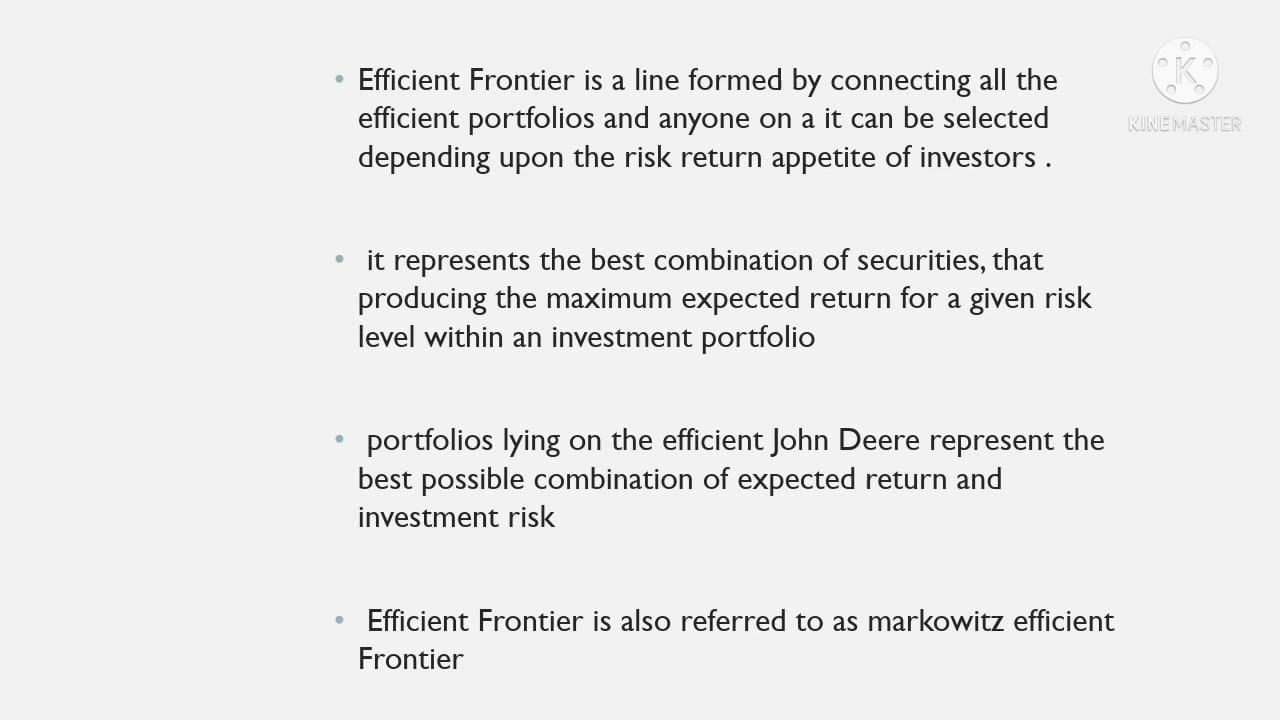 Efficient Frontier is a line formed by connecting all the
efficient portfolios and anyone on a it can be selected
depending upon the risk return appetite of investors .
it represents the best combination of securities, that
producing the maximum expected return for a given risk
level within an investment portfolio
portfolios lying on the efficient John Deere represent the
best possible combination of expected return and
investment risk
Efficient Frontier is also referred to as markowitz efficient
Frontier
K
KINEMASTER